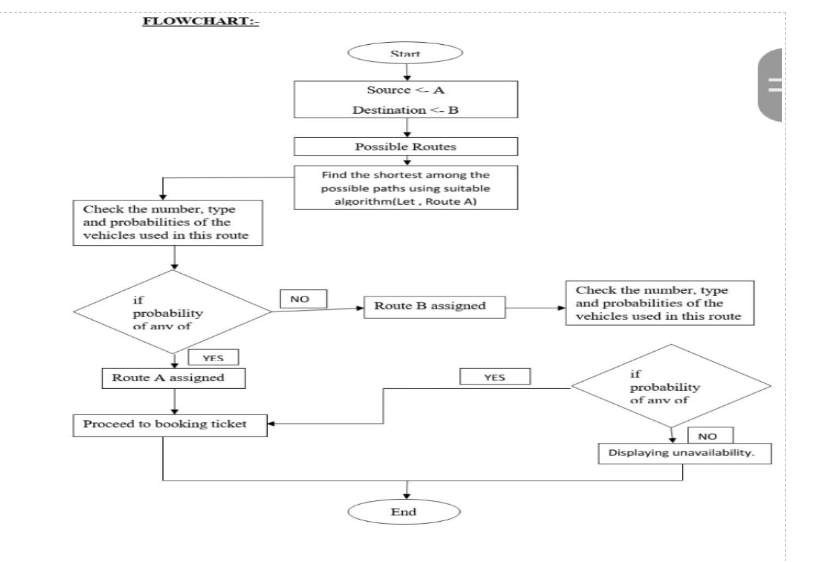 FLOWCHART:-
Start
Source <- A
Destination <- B
Possible Routes
Find the shortest among the
possible paths using suitable
algorithm(Let , Route A)
Check the number, type
and probabilities of the
vehicles used in this route
if
probability
of any of
NO
Route B assigned
Check the number, type
and probabilities of the
vehicles used in this route
YES
Route A assigned
YES
if
probability
of any of
Proceed to booking ticket
NO
Displaying unavailability.
End